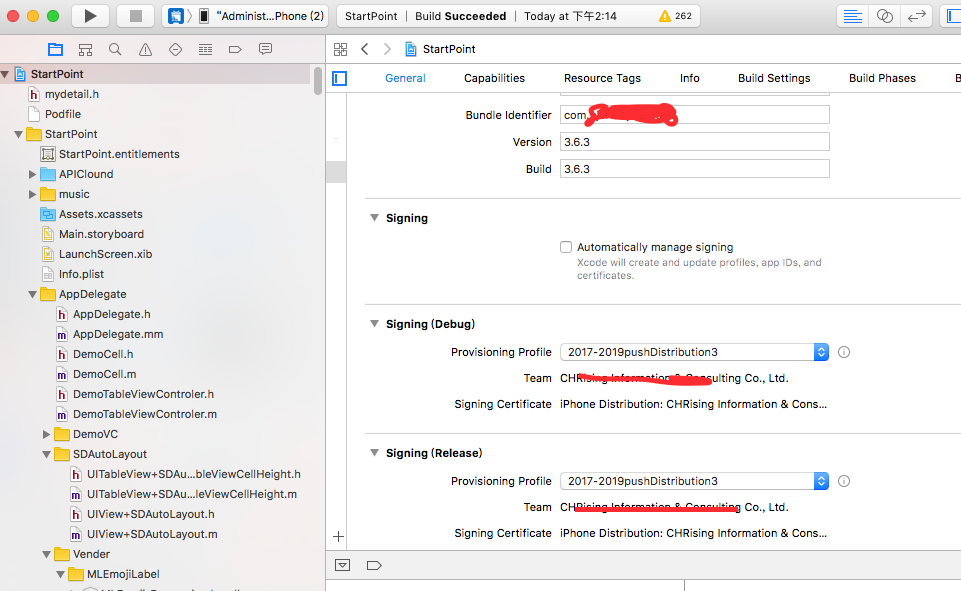 "Administ...Phone (2)
StartPoint | Build Succeeded | Today at 下午2:14
262
StartPoint
StartPoint
General
Capabilities
Resource Tags
Info
Build Settings
Build Phases
B
mydetail.h
Podfile
StartPoint
StartPoint.entitlements
APIClound
music
Assets.xcassets
Main.storyboard
LaunchScreen.xib
Info.plist
AppDelegate
AppDelegate.h
AppDelegate.mm
DemoCell.h
DemoCell.m
DemoTableViewControler.h
DemoTableViewControler.m
DemoVC
SDAutoLayout
UITableView+SDAu...bleViewCellHeight.h
UITableView+SDAu...leViewCellHeight.m
UIView+SDAutoLayout.h
UIView+SDAutoLayout.m
Vender
MLEmojiLabel
Bundle Identifier com.
Version 3.6.3
Build 3.6.3
Signing
Automatically manage signing
Xcode will create and update profiles, app IDs, and
certificates.
Signing (Debug)
Provisioning Profile 2017-2019pushDistribution3
Team CHRising Information & Consulting Co., Ltd.
Signing Certificate iPhone Distribution: CHRising Information & Cons...
Signing (Release)
Provisioning Profile 2017-2019pushDistribution3
Team CHRising Information & Consulting Co., Ltd.
Signing Certificate iPhone Distribution: CHRising Information & Cons...